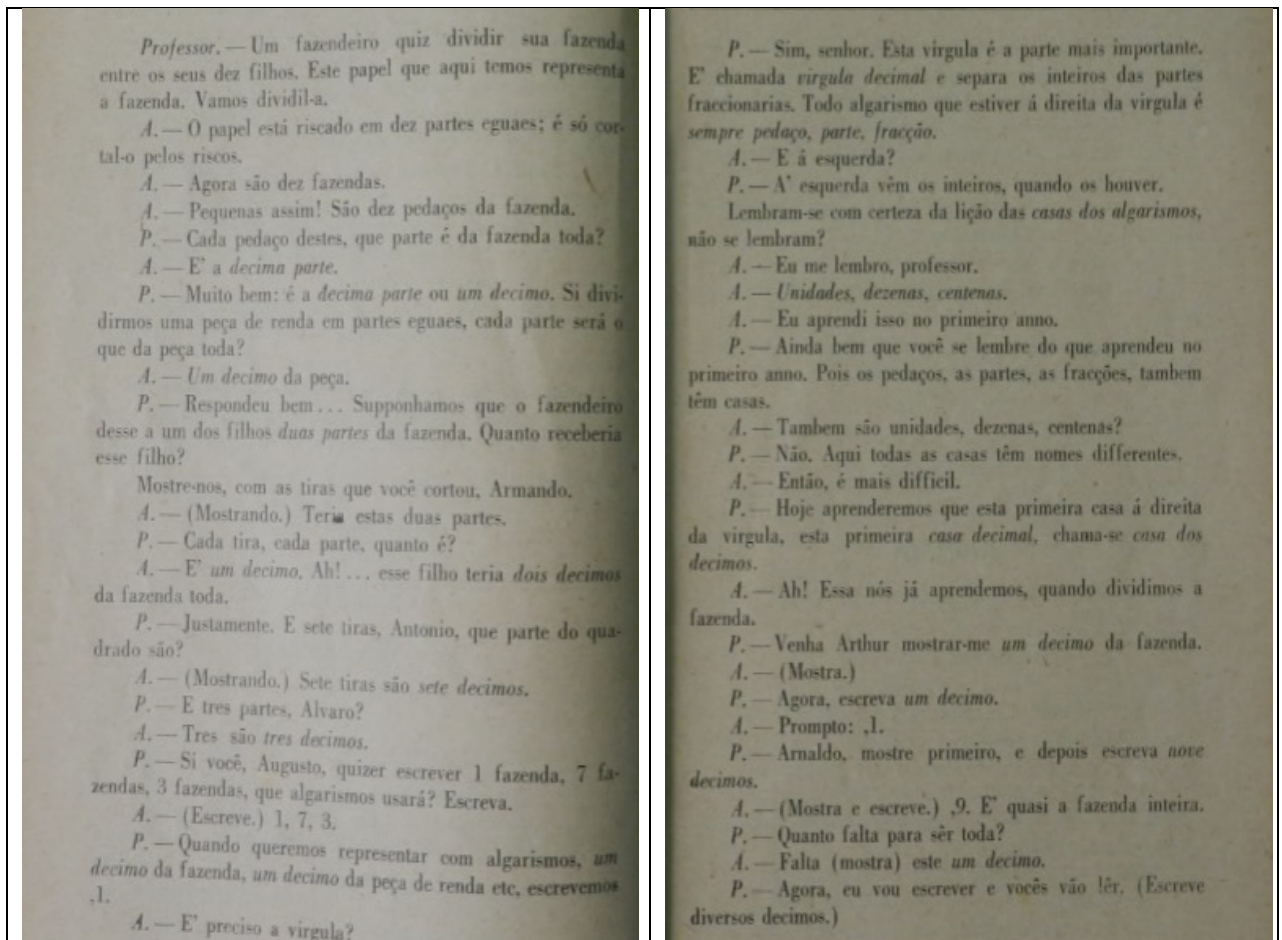 Professor. — Um fazendeiro quiz dividir sua fazenda
entre os seus dez filhos. Este papel que aqui temos representa
a fazenda. Vamos dividil-a.
A. — O papel está riscado em dez partes eguaes; é só cor-
tal-o pelos riscos.
A. — Agora são dez fazendas.
A. — Pequenas assim! São dez pedaços da fazenda.
P. — Cada pedaço destes, que parte é da fazenda toda?
A. — E' a decima parte.
P. — Muito bem: é a decima parte ou um decimo. Si divi-
dirmos uma peça de renda em partes eguaes, cada parte será o
que da peça toda?
A. — Um decimo da peça.
P. — Respondeu bem... Supponhamos que o fazendeiro
desse a um dos filhos duas partes da fazenda. Quanto receberia
esse filho?
Mostre-nos, com as tiras que você cortou, Armando.
A. — (Mostrando.) Teria estas duas partes.
P. — Cada tira, cada parte, quanto é?
A. — E' um decimo. Ah!... esse filho teria dois decimos
da fazenda toda.
P. — Justamente. E sete tiras, Antonio, que parte do qua-
drado são?
A. — (Mostrando.) Sete tiras são sete decimos.
P. — E tres partes, Alvaro?
A. — Tres são tres decimos.
P. — Si você, Augusto, quizer escrever 1 fazenda, 7 fa-
zendas, 3 fazendas, que algarismos usará? Escreva.
A. — (Escreve.) 1, 7, 3.
P. — Quando queremos representar com algarismos, um
decimo da fazenda, um decimo da peça de renda etc, escrevemos
,1.
A. — E' preciso a virgula?
P. — Sim, senhor. Esta virgula é a parte mais importante.
E' chamada virgula decimal e separa os inteiros das partes
fraccionarias. Todo algarismo que estiver á direita da virgula é
sempre pedaço, parte, fracção.
A. — E á esquerda?
P. — A' esquerda vêm os inteiros, quando os houver.
Lembram-se com certeza da lição das casas dos algarismos,
não se lembram?
A. — Eu me lembro, professor.
A. — Unidades, dezenas, centenas.
A. — Eu aprendi isso no primeiro anno.
P. — Ainda bem que você se lembre do que aprendeu no
primeiro anno. Pois os pedaços, as partes, as fracções, tambem
têm casas.
A. — Tambem são unidades, dezenas, centenas?
P. — Não. Aqui todas as casas têm nomes differentes.
A. — Então, é mais difficil.
P. — Hoje aprenderemos que esta primeira casa á direita
da virgula, esta primeira casa decimal, chama-se casa dos
decimos.
A. — Ah! Essa nós já aprendemos, quando dividimos a
fazenda.
P. — Venha Arthur mostrar-me um decimo da fazenda.
A. — (Mostra.)
P. — Agora, escreva um decimo.
A. — Prompto: ,1.
P. — Arnaldo, mostre primeiro, e depois escreva nove
decimos.
A. — (Mostra e escreve.) ,9. E' quasi a fazenda inteira.
P. — Quanto falta para sêr toda?
A. — Falta (mostra) este um decimo.
P. — Agora, eu vou escrever e vocês vão lêr. (Escreve
diversos decimos.)